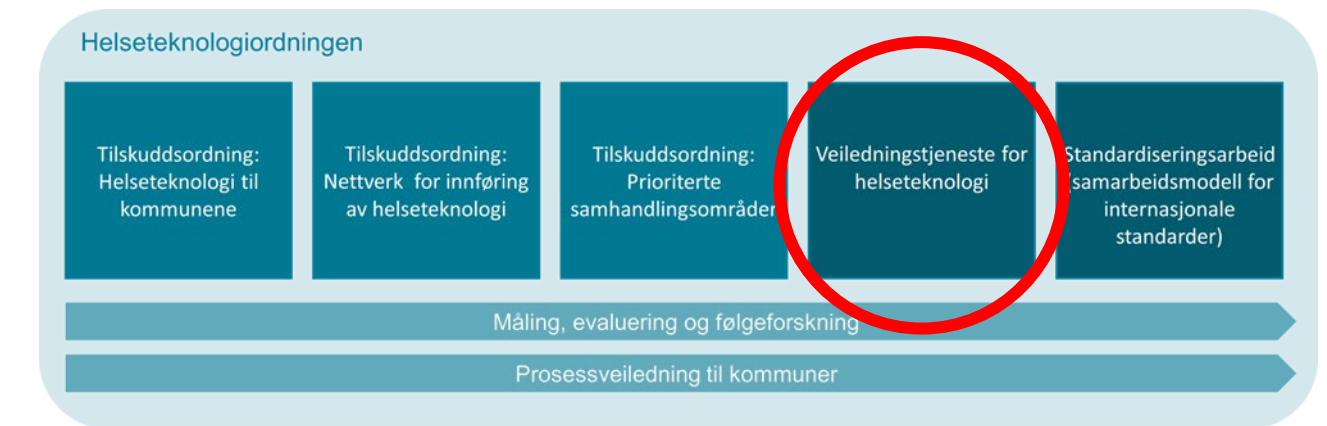 Helseteknologiordningen
Tilskuddsordning:
Helseteknologi til
kommunene
Tilskuddsordning:
Nettverk for innføring
av helseteknologi
Tilskuddsordning:
Prioriterte
samhandlingsområder
Veiledningstjeneste for
helseteknologi
Standardiseringsarbeid
(samarbeidsmodell for
internasjonale
standarder)
Måling, evaluering og følgeforskning
Prosessveiledning til kommuner